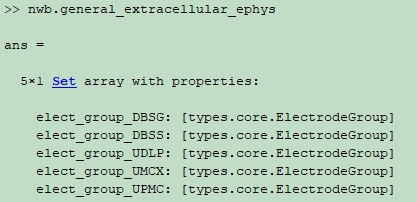 >> nwb.general_extracellular_ephys
ans =
5×1 Set array with properties:
elect_group_DBSG: [types.core.ElectrodeGroup]
elect_group_DBSS: [types.core.ElectrodeGroup]
elect_group_UDLP: [types.core.ElectrodeGroup]
elect_group_UMCX: [types.core.ElectrodeGroup]
elect_group_UPMC: [types.core.ElectrodeGroup]